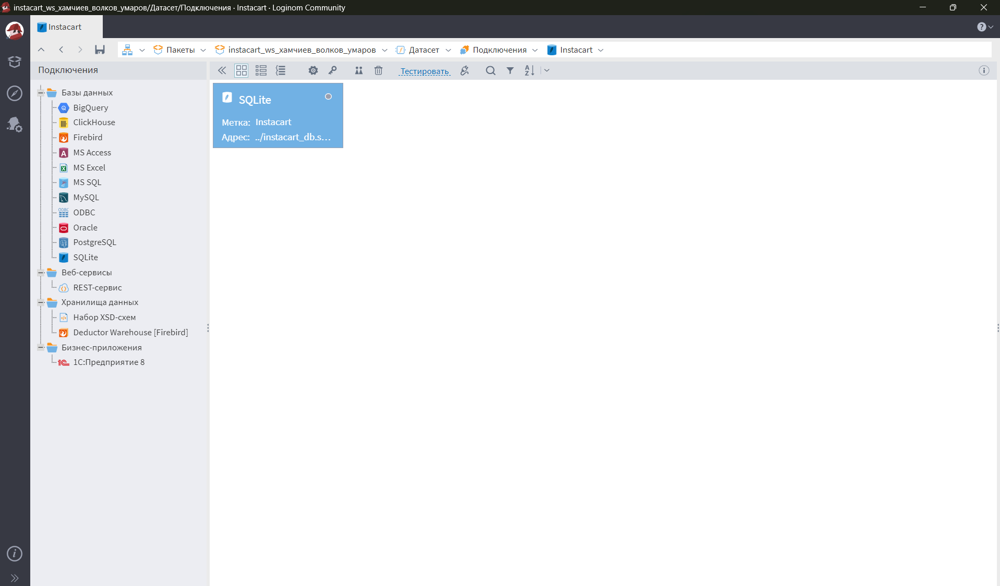 instacart_ws_хамчиев_волков_умаров/Датасет/Подключения · Instacart · Loginom Community
Instacart
Пакеты
instacart_ws_хамчиев_волков_умаров
Датасет
Подключения
Instacart
Подключения
Тестировать
Базы данных
BigQuery
ClickHouse
Firebird
MS Access
MS Excel
MS SQL
MySQL
ODBC
Oracle
PostgreSQL
SQLite
Веб-сервисы
REST-сервис
Хранилища данных
Набор XSD-схем
Deductor Warehouse [Firebird]
Бизнес-приложения
1С:Предприятие 8
SQLite
Метка: Instacart
Адрес: ../instacart_db.s...